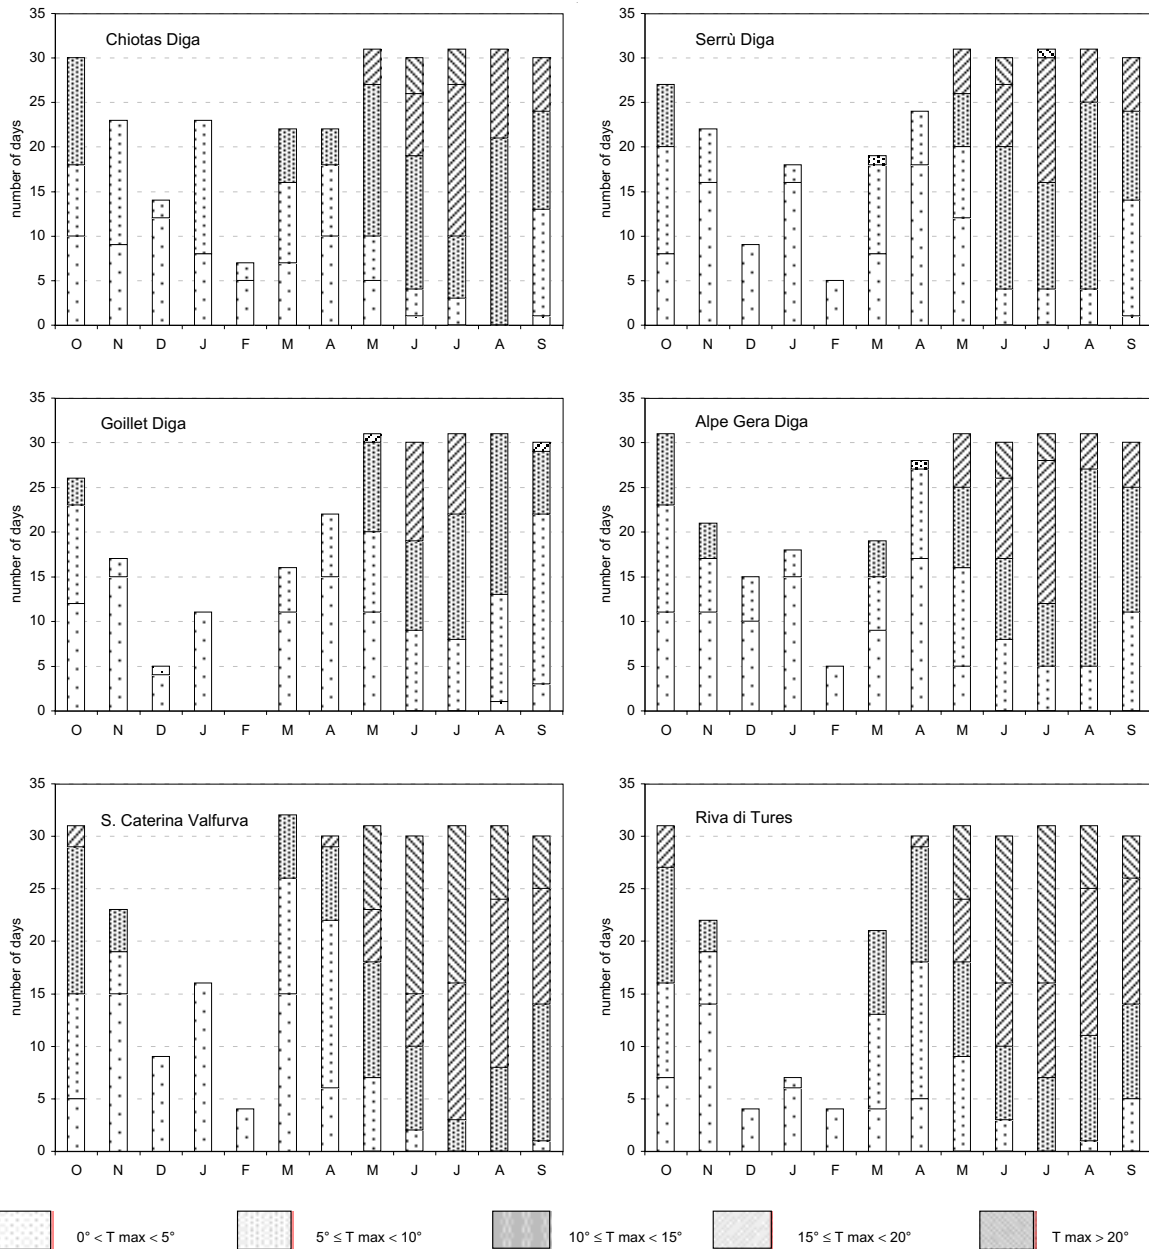 Chiotas Diga
number of days
35
30
25
20
15
10
5
0
O N D J F M A M J J A S
Serrù Diga
number of days
35
30
25
20
15
10
5
0
O N D J F M A M J J A S
Goillet Diga
number of days
35
30
25
20
15
10
5
0
O N D J F M A M J J A S
Alpe Gera Diga
number of days
35
30
25
20
15
10
5
0
O N D J F M A M J J A S
S. Caterina Valfurva
number of days
35
30
25
20
15
10
5
0
O N D J F M A M J J A S
Riva di Tures
number of days
35
30
25
20
15
10
5
0
O N D J F M A M J J A S
0° < T max < 5°
5° ≤ T max < 10°
10° ≤ T max < 15°
15° ≤ T max < 20°
T max > 20°